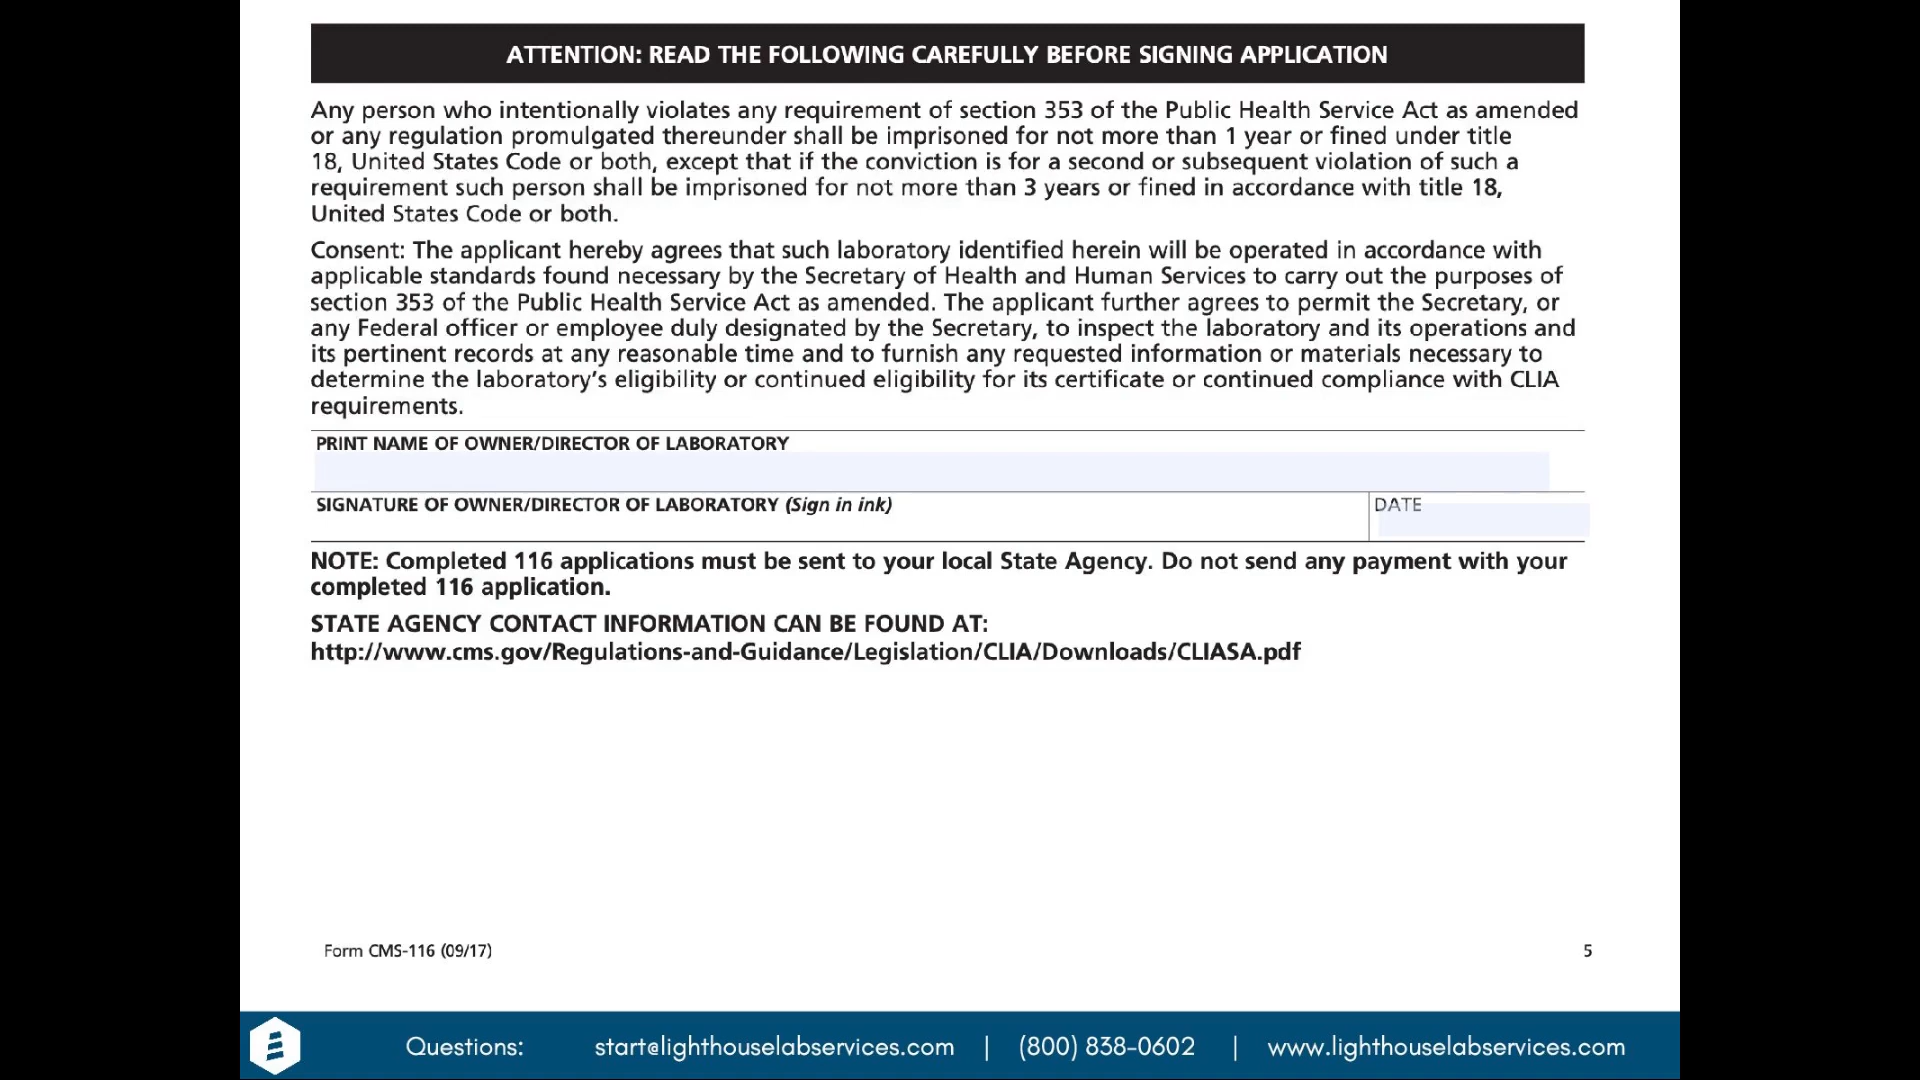 ATTENTION: READ THE FOLLOWING CAREFULLY BEFORE SIGNING APPLICATION
Any person who intentionally violates any requirement of section 353 of the Public Health Service Act as amended
or any regulation promulgated thereunder shall be imprisoned for not more than 1 year or fined under title
18, United States Code or both, except that if the conviction is for a second or subsequent violation of such a
requirement such person shall be imprisoned for not more than 3 years or fined in accordance with title 18,
United States Code or both.
Consent: The applicant hereby agrees that such laboratory identified herein will be operated in accordance with
applicable standards found necessary by the Secretary of Health and Human Services to carry out the purposes of
section 353 of the Public Health Service Act as amended. The applicant further agrees to permit the Secretary, or
any Federal officer or employee duly designated by the Secretary, to inspect the laboratory and its operations and
its pertinent records at any reasonable time and to furnish any requested information or materials necessary to
determine the laboratory’s eligibility or continued eligibility for its certificate or continued compliance with CLIA
requirements.
PRINT NAME OF OWNER/DIRECTOR OF LABORATORY
SIGNATURE OF OWNER/DIRECTOR OF LABORATORY (Sign in ink)
DATE
NOTE: Completed 116 applications must be sent to your local State Agency. Do not send any payment with your
completed 116 application.
STATE AGENCY CONTACT INFORMATION CAN BE FOUND AT:
http://www.cms.gov/Regulations-and-Guidance/Legislation/CLIA/Downloads/CLIASA.pdf
Form CMS-116 (09/17) 5
Questions: start@lighthouselabservices.com | (800) 838-0602 | www.lighthouselabservices.com